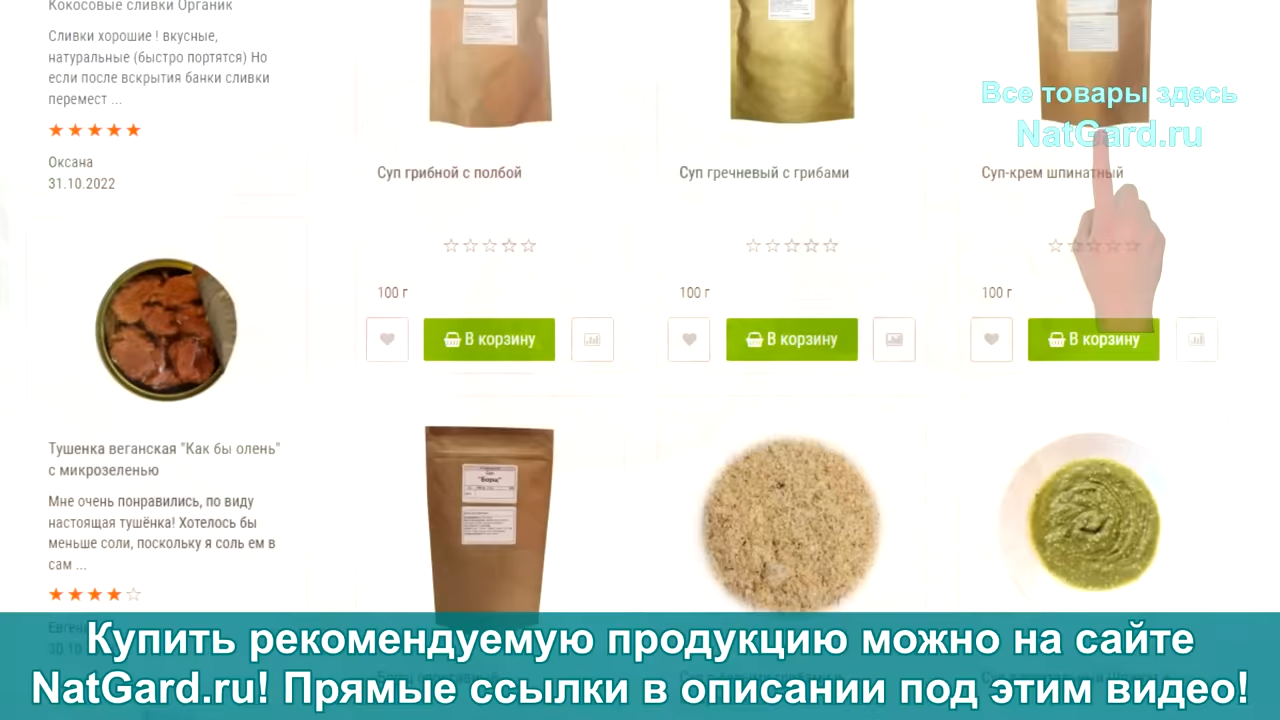 Кокосовые сливки Органик
Сливки хорошие ! вкусные,
натуральные (быстро портятся) Но
если после вскрытия банки сливки
перемест ...
Оксана
31.10.2022
Тушенка веганская "Как бы олень"
с микрозеленью
Мне очень понравились, по виду
настоящая тушёнка! Хотелось бы
меньше соли, поскольку я соль ем в
сам ...
Все товары здесь
NatGard.ru
Суп грибной с полбой
Суп гречневый с грибами
Суп-крем шпинатный
100 г
100 г
100 г
В корзину
В корзину
В корзину
"Борщ"
Купить рекомендуемую продукцию можно на сайте
NatGard.ru! Прямые ссылки в описании под этим видео!